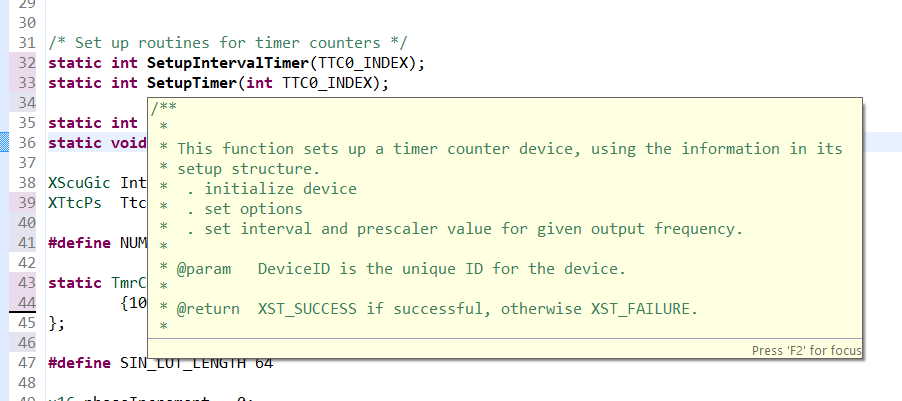 29
30
31 /* Set up routines for timer counters */
32 static int SetupIntervalTimer(TTC0_INDEX);
33 static int SetupTimer(int TTC0_INDEX);
34
/**
*
35 static int
36 static void
* This function sets up a timer counter device, using the information in its
* setup structure.
37
38 XScuGic Int
* . initialize device
39 XTtcPs Ttc
* . set options
40
* . set interval and prescaler value for given output frequency.
41 #define NUM
*
42
* @param DeviceID is the unique ID for the device.
43 static TmrC
*
44 {10
* @return XST_SUCCESS if successful, otherwise XST_FAILURE.
45 };
*
46
Press 'F2' for focus
47 #define SIN_LUT_LENGTH 64
48